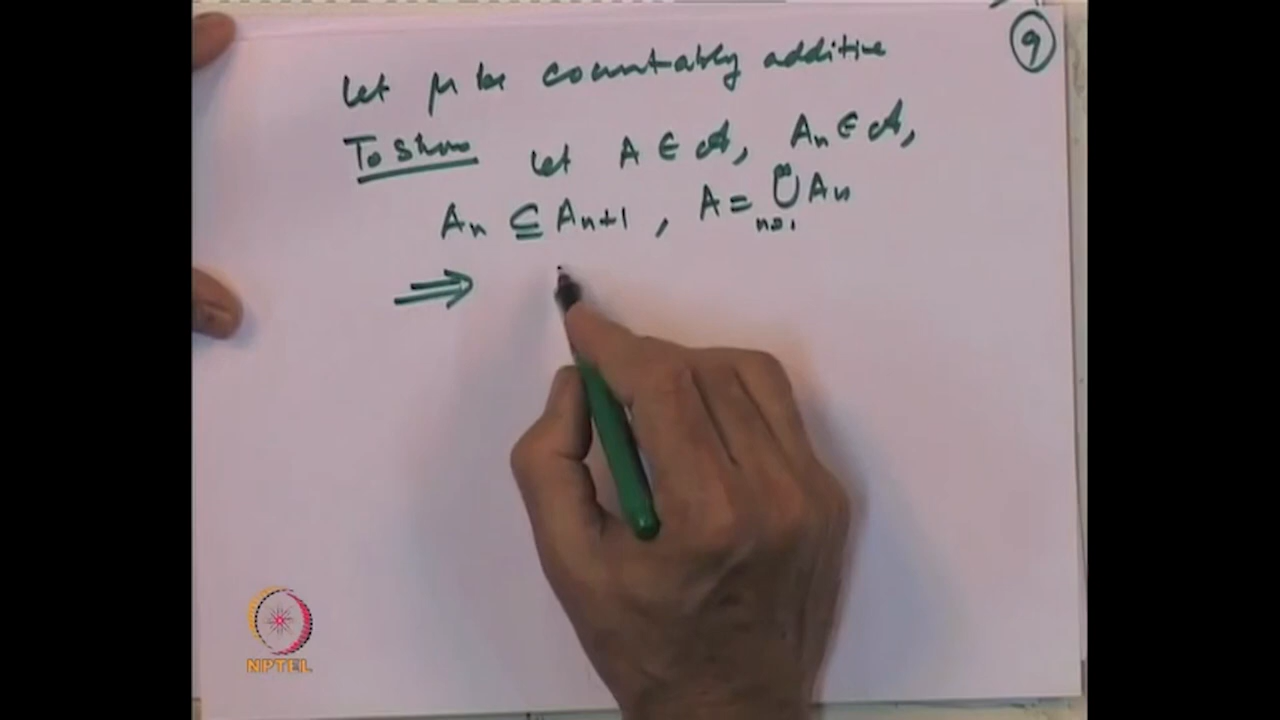 9
Let μ be countably additive
To Show Let A ∈ 𝒜, Aₙ ∈ 𝒜,
Aₙ ⊆ Aₙ₊₁, A = ⋃ₙ₌₁^∞ Aₙ
⟹
NPTEL